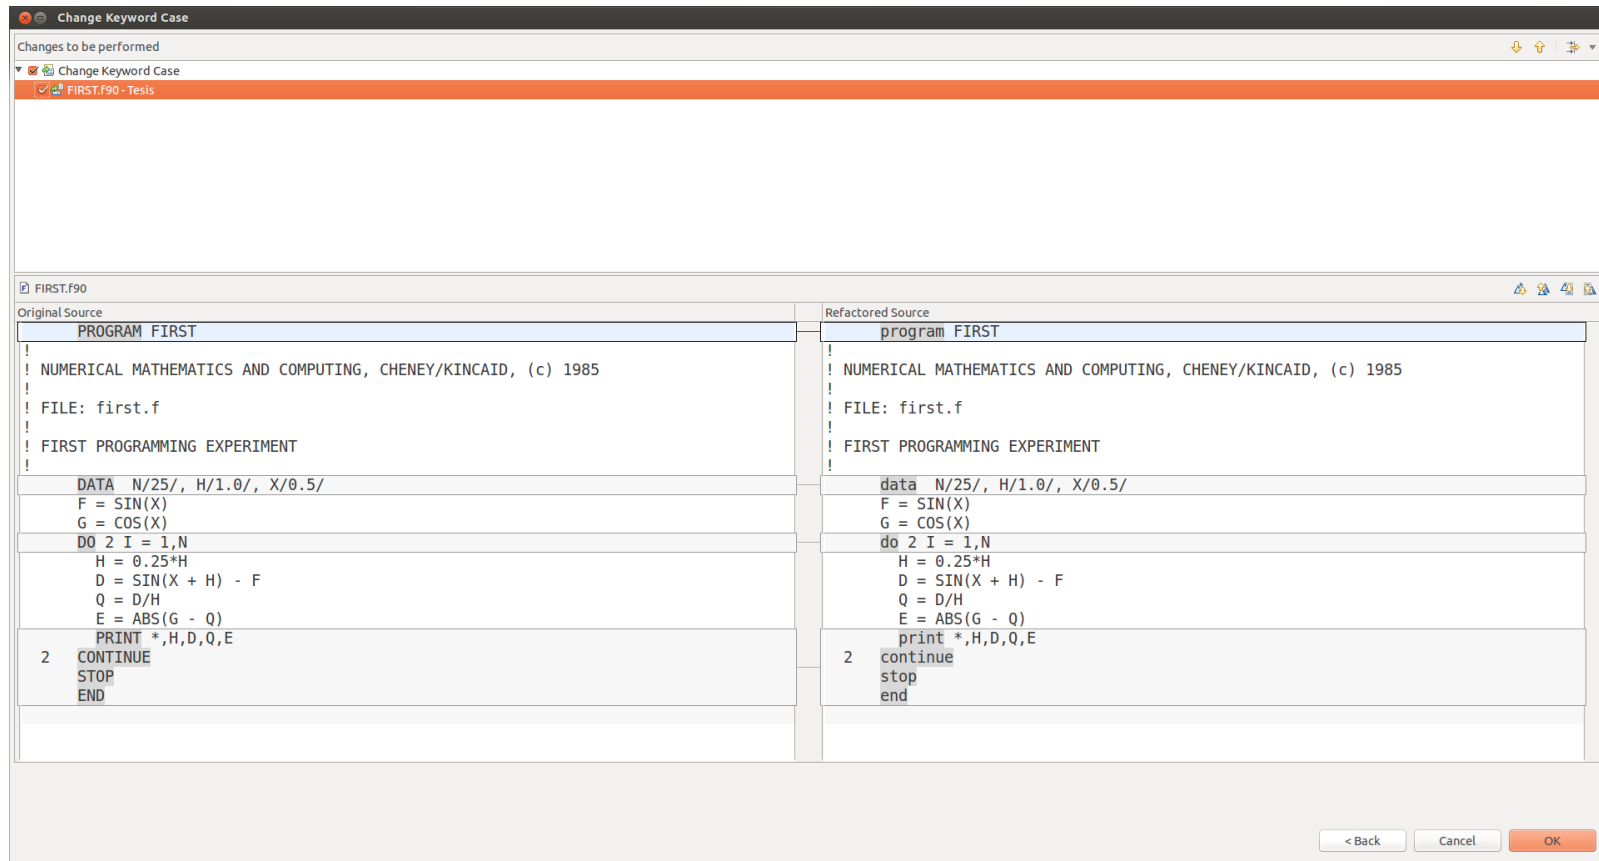 Change Keyword Case
Changes to be performed
Change Keyword Case
FIRST.f90 - Tesis
FIRST.f90
Original Source
PROGRAM FIRST
!
! NUMERICAL MATHEMATICS AND COMPUTING, CHENEY/KINCAID, (c) 1985
!
! FILE: first.f
!
! FIRST PROGRAMMING EXPERIMENT
!
DATA  N/25/, H/1.0/, X/0.5/
F = SIN(X)
G = COS(X)
DO 2 I = 1,N
H = 0.25*H
D = SIN(X + H) - F
Q = D/H
E = ABS(G - Q)
PRINT *,H,D,Q,E
2   CONTINUE
STOP
END
Refactored Source
program FIRST
!
! NUMERICAL MATHEMATICS AND COMPUTING, CHENEY/KINCAID, (c) 1985
!
! FILE: first.f
!
! FIRST PROGRAMMING EXPERIMENT
!
data  N/25/, H/1.0/, X/0.5/
F = SIN(X)
G = COS(X)
do 2 I = 1,N
H = 0.25*H
D = SIN(X + H) - F
Q = D/H
E = ABS(G - Q)
print *,H,D,Q,E
2   continue
stop
end
< Back
Cancel
OK